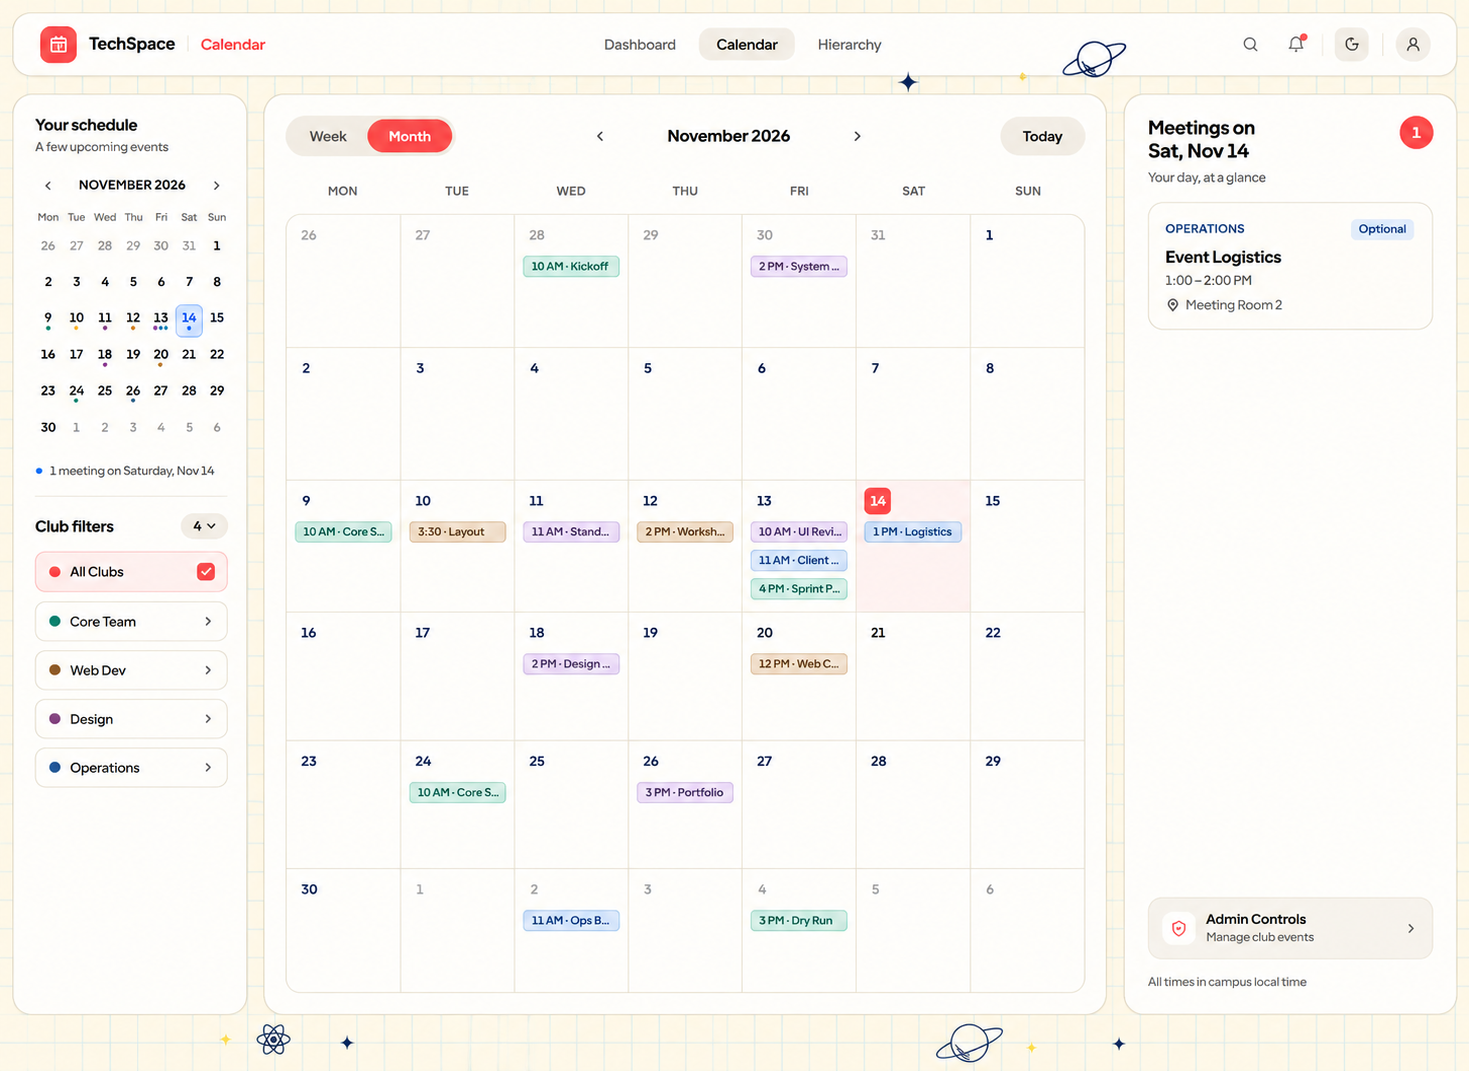 TechSpace
Calendar
Dashboard
Calendar
Hierarchy
Your schedule
A few upcoming events
NOVEMBER 2026
Mon Tue Wed Thu Fri Sat Sun
26 27 28 29 30 31 1
2 3 4 5 6 7 8
9 10 11 12 13 14 15
16 17 18 19 20 21 22
23 24 25 26 27 28 29
30 1 2 3 4 5 6
1 meeting on Saturday, Nov 14
Club filters
4
All Clubs
Core Team
Web Dev
Design
Operations
Week
Month
November 2026
Today
MON TUE WED THU FRI SAT SUN
26 27 28 29 30 31 1
10 AM · Kickoff
2 PM · System ...
2 3 4 5 6 7 8
9 10 11 12 13 14 15
10 AM · Core S...
3:30 · Layout
11 AM · Stand...
2 PM · Worksh...
10 AM · UI Revi...
1 PM · Logistics
11 AM · Client ...
4 PM · Sprint P...
16 17 18 19 20 21 22
2 PM · Design ...
12 PM · Web C...
23 24 25 26 27 28 29
10 AM · Core S...
3 PM · Portfolio
30 1 2 3 4 5 6
11 AM · Ops B...
3 PM · Dry Run
Meetings on
Sat, Nov 14
1
Your day, at a glance
OPERATIONS
Optional
Event Logistics
1:00 – 2:00 PM
Meeting Room 2
Admin Controls
Manage club events
All times in campus local time